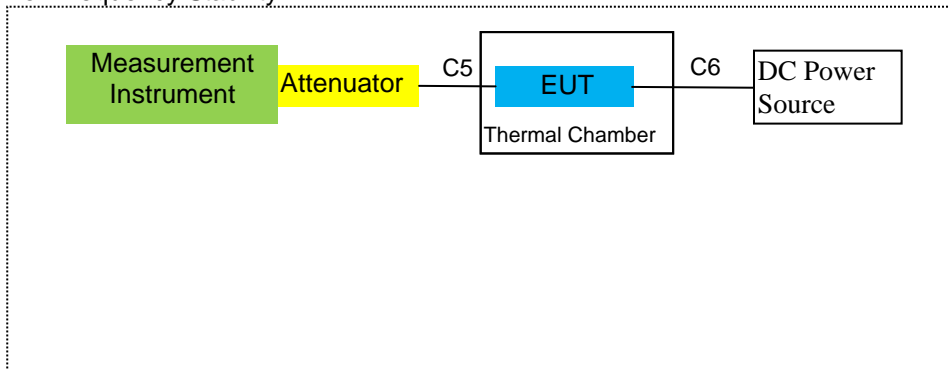 Measurement
Instrument
Attenuator
C5
EUT
Thermal Chamber
C6
DC Power
Source